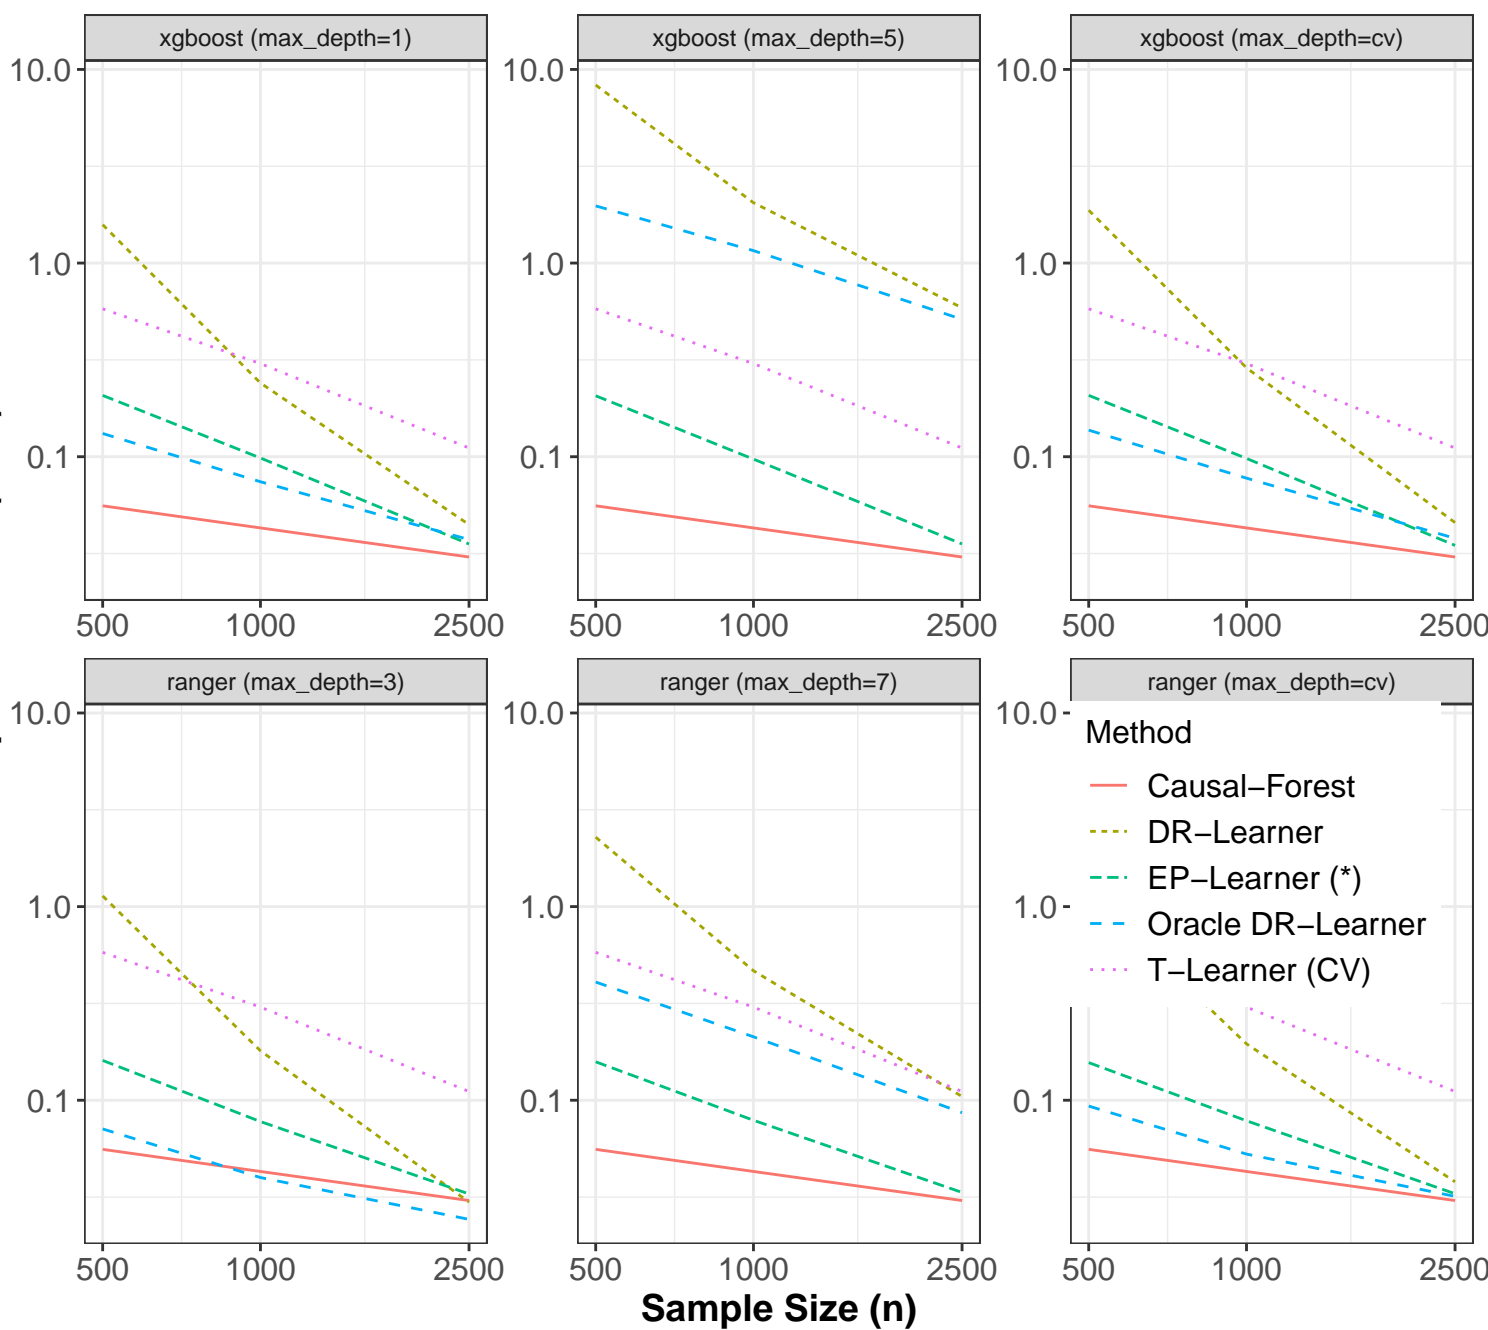 xgboost (max_depth=1)
xgboost (max_depth=5)
xgboost (max_depth=cv)
10.0
1.0
0.1
10.0
1.0
0.1
10.0
1.0
0.1
500
1000
2500
500
1000
2500
500
1000
2500
ranger (max_depth=3)
ranger (max_depth=7)
ranger (max_depth=cv)
10.0
1.0
0.1
10.0
1.0
0.1
10.0
1.0
0.1
Method
Causal−Forest
DR−Learner
EP−Learner (*)
Oracle DR−Learner
T−Learner (CV)
500
1000
2500
500
1000
2500
500
1000
2500
Sample Size (n)